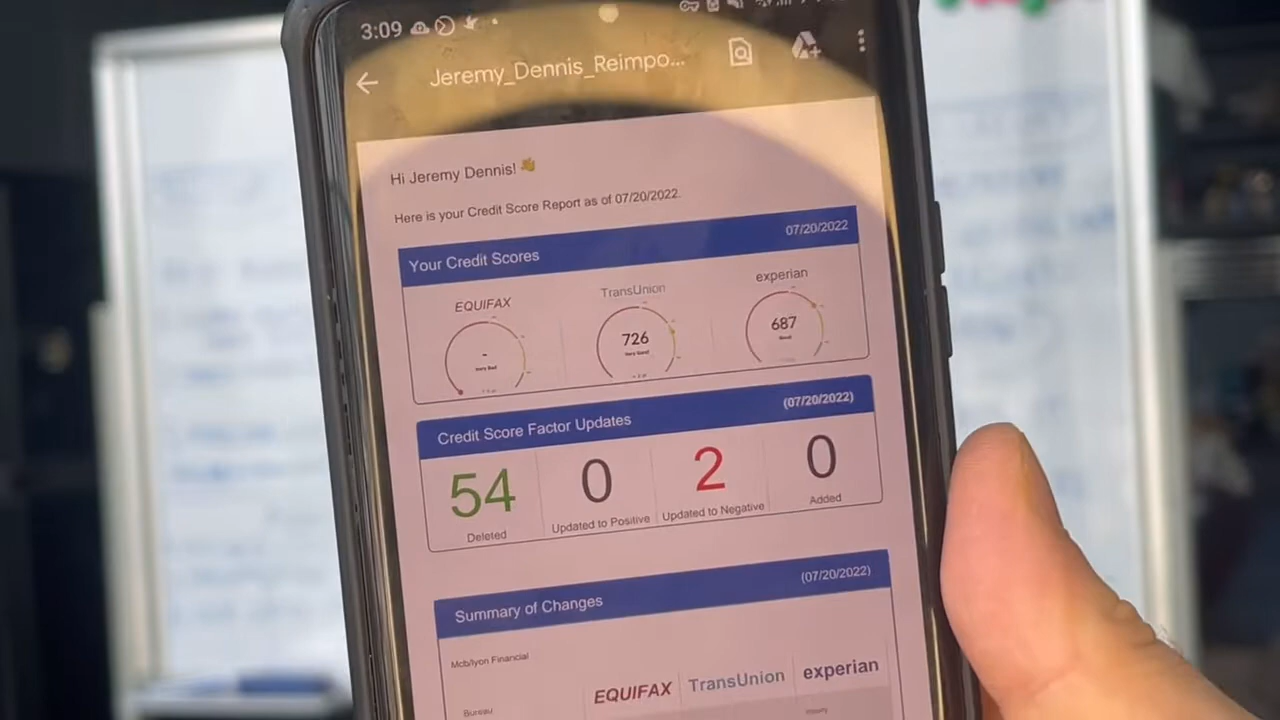 3:09
Jeremy_Dennis_Reimpo...
Hi Jeremy Dennis! 👋
Here is your Credit Score Report as of 07/20/2022.
Your Credit Scores 07/20/2022
EQUIFAX TransUnion experian
- 726 687
Very Bad Very Good Good
Credit Score Factor Updates (07/20/2022)
54 0 2 0
Deleted Updated to Positive Updated to Negative Added
Summary of Changes (07/20/2022)
Mcb/lyon Financial
EQUIFAX TransUnion experian
Bureau Inquiry